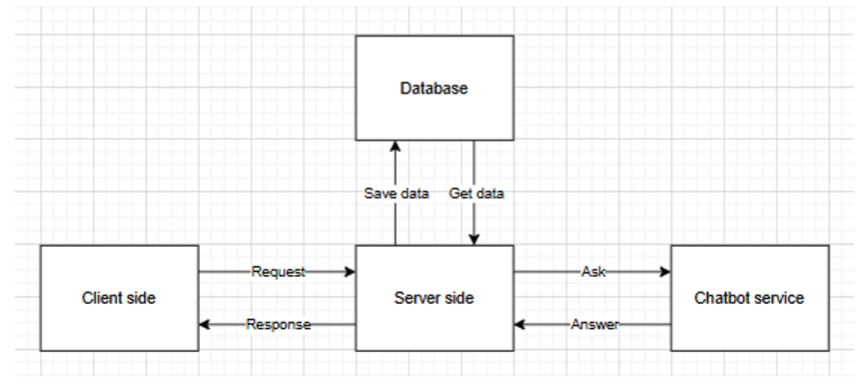 Database
Save data
Get data
Request
Ask
Client side
Server side
Chatbot service
Response
Answer